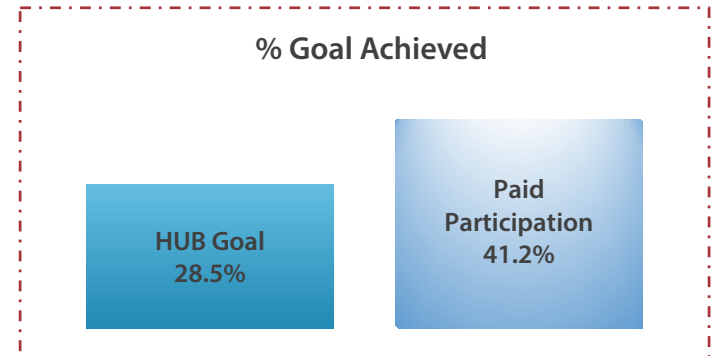 % Goal Achieved
HUB Goal
28.5%
Paid
Participation
41.2%